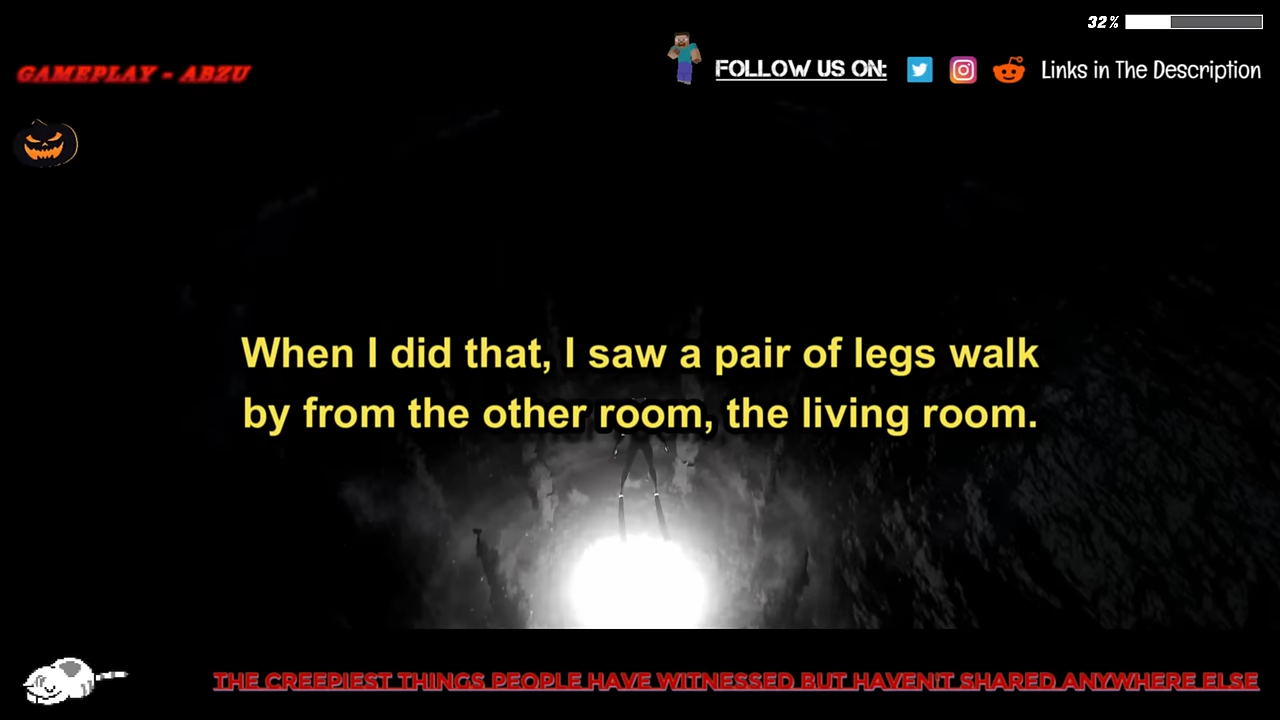 32%
GAMEPLAY - ABZU
FOLLOW US ON:
Links in The Description
When I did that, I saw a pair of legs walk
by from the other room, the living room.
THE CREEPIEST THINGS PEOPLE HAVE WITNESSED BUT HAVEN'T SHARED ANYWHERE ELSE